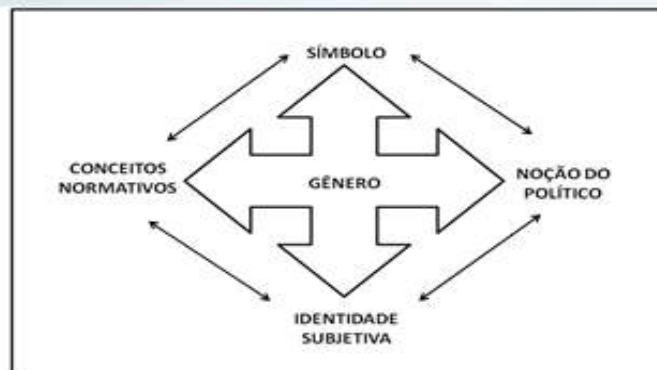 SÍMBOLO
CONCEITOS
NORMATIVOS
GÊNERO
NOÇÃO DO
POLÍTICO
IDENTIDADE
SUBJETIVA